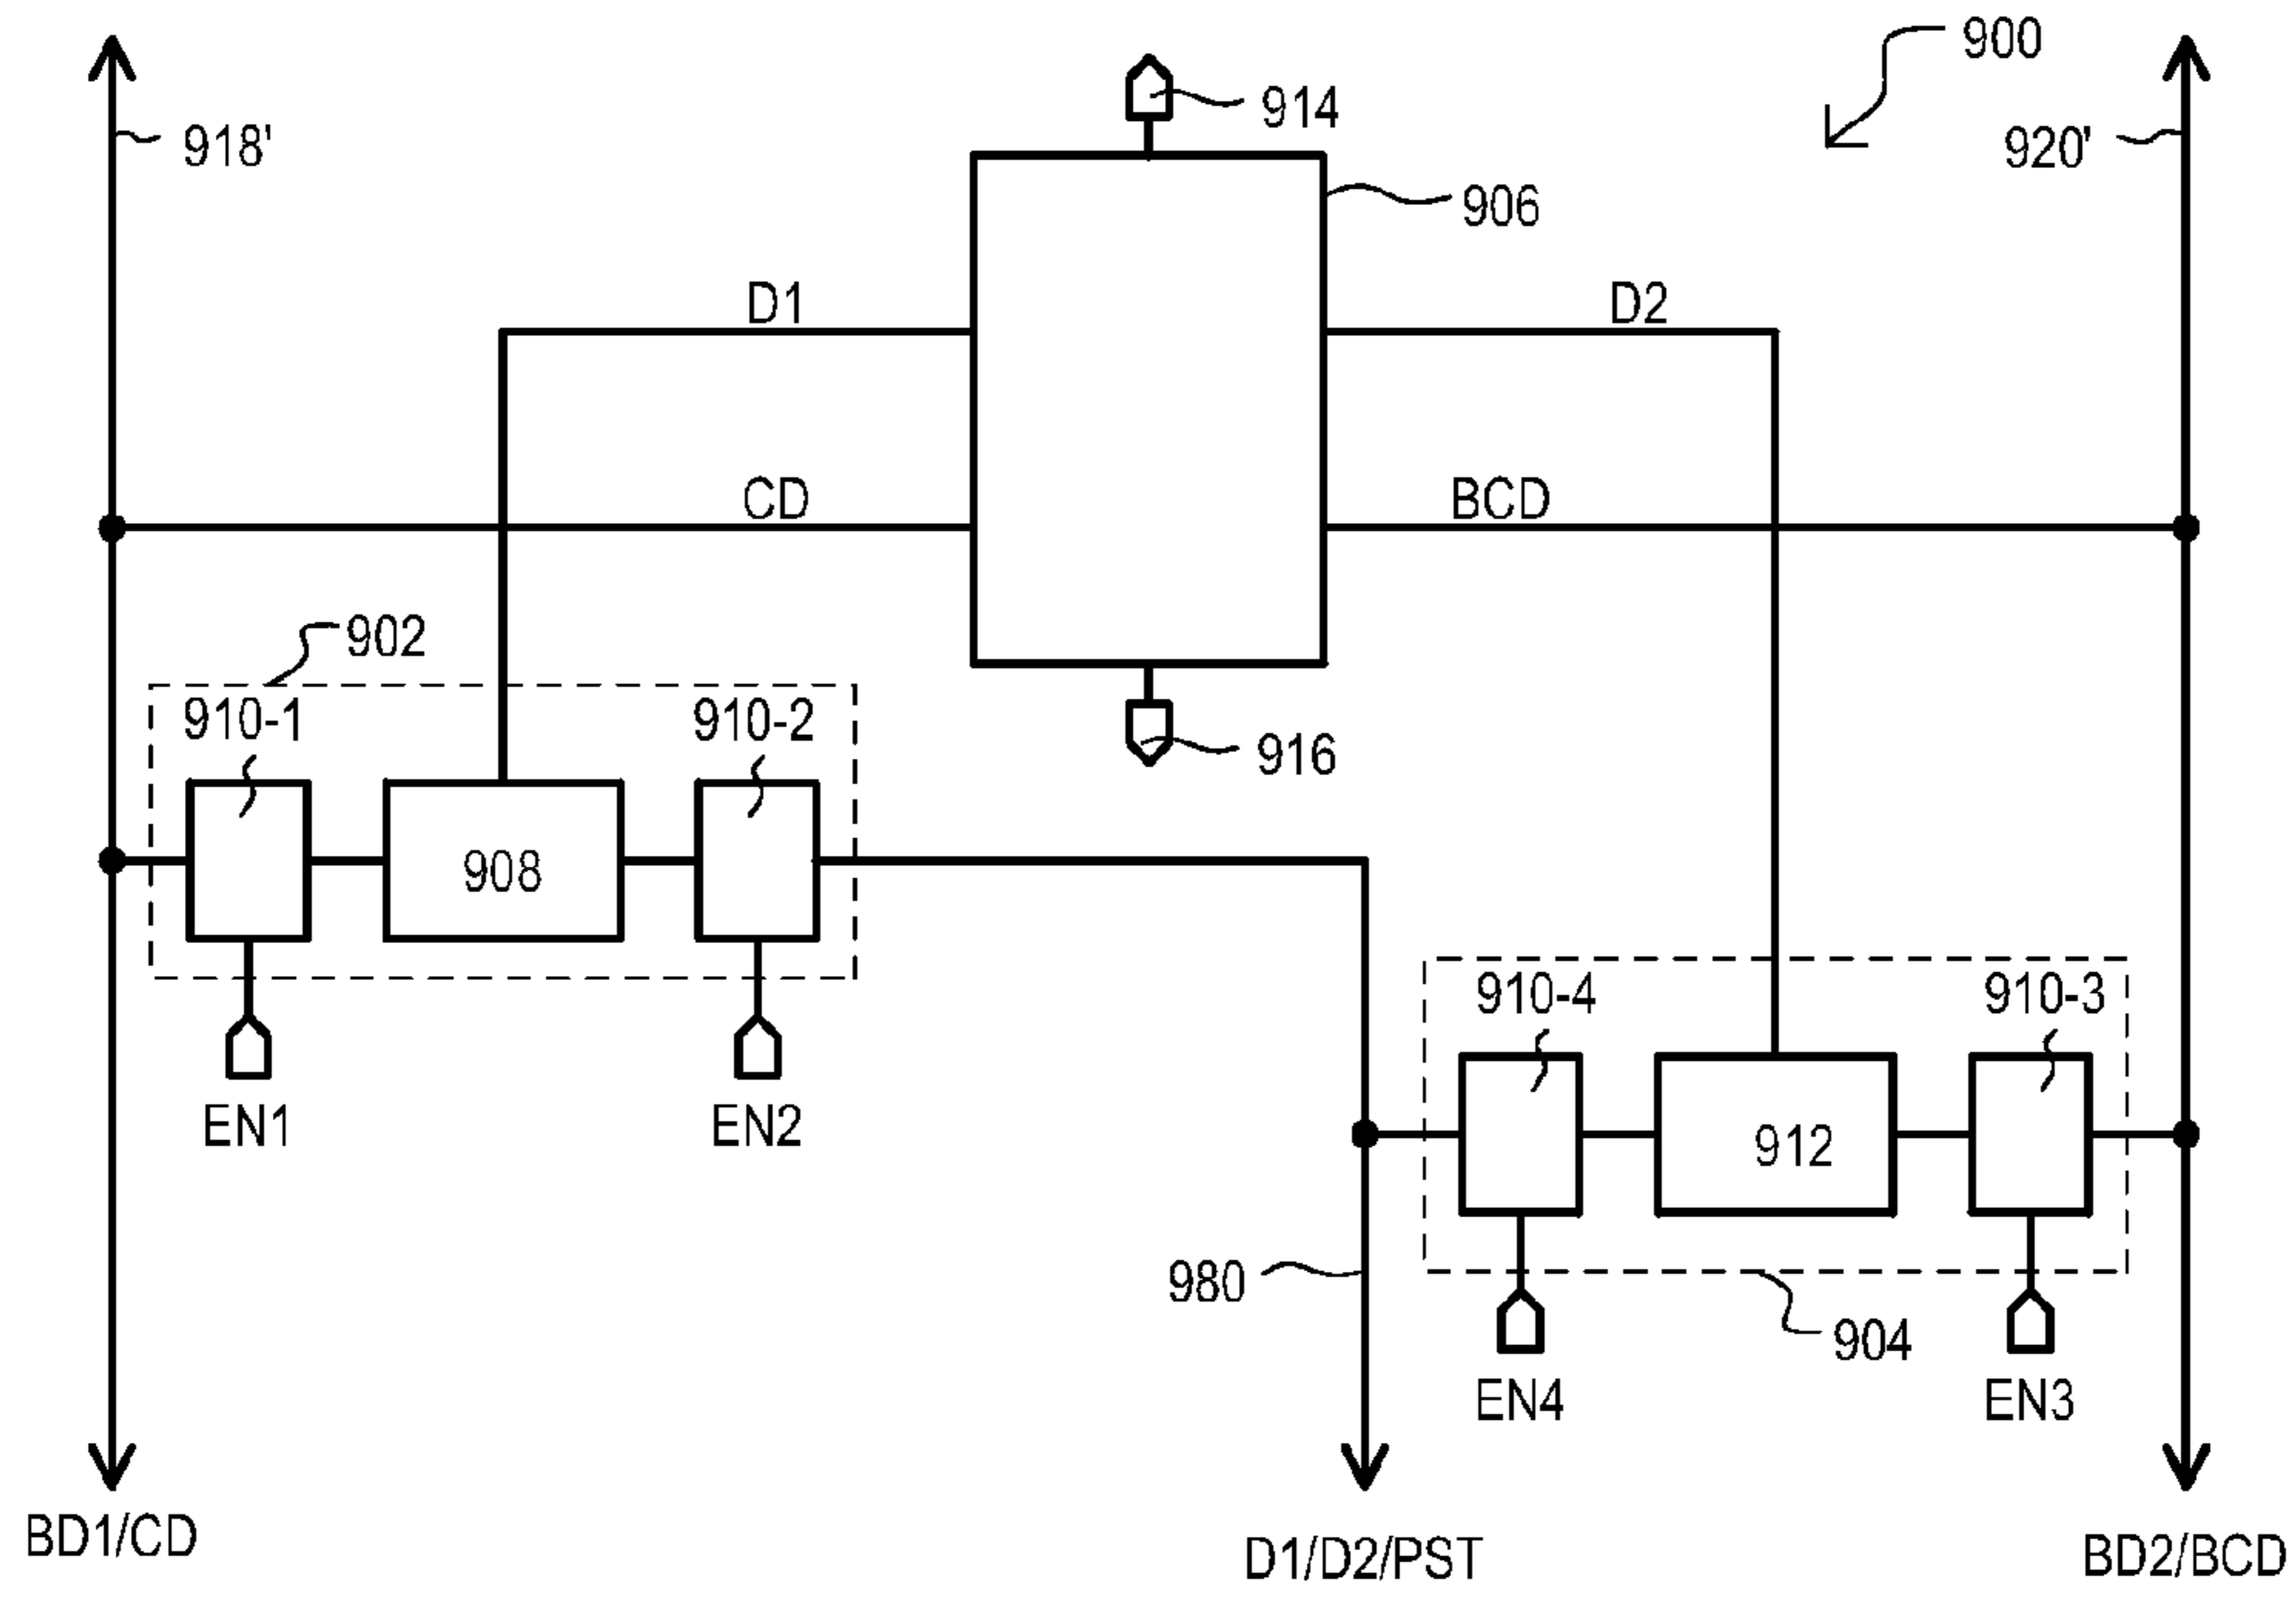 900
914
918'
920'
906
D1
D2
CD
BCD
902
910-1
910-2
916
908
910-4
910-3
EN1
EN2
912
980
904
EN4
EN3
BD1/CD
D1/D2/PST
BD2/BCD